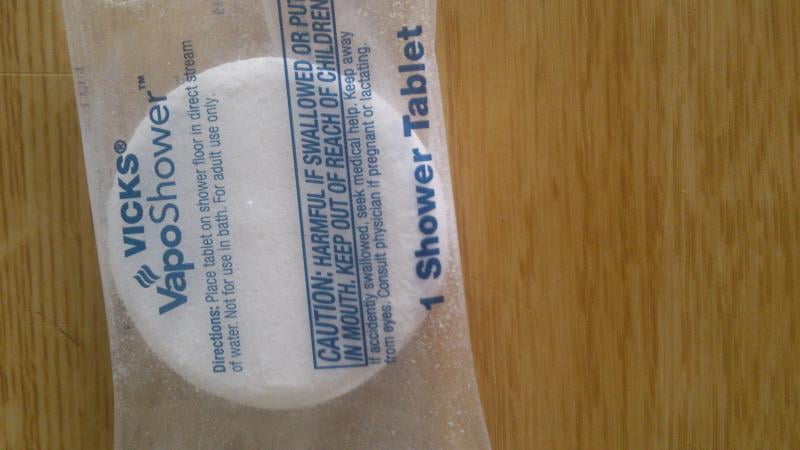 VICKS®
VapoShower™
Directions: Place tablet on shower floor in direct stream
of water. Not for use in bath. For adult use only.
CAUTION: HARMFUL IF SWALLOWED OR PUT
IN MOUTH. KEEP OUT OF REACH OF CHILDREN
If accidently swallowed, seek medical help. Keep away
from eyes. Consult physician if pregnant or lactating.
1 Shower Tablet